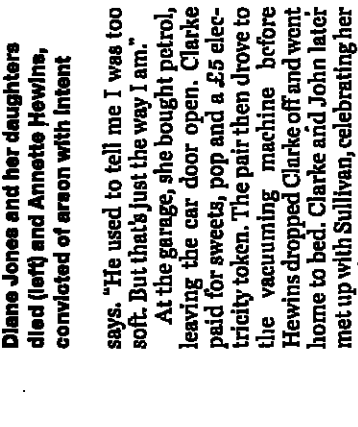 Diane Jones and her daughters
died (left) and Annette Hewins,
convicted of arson with intent
says. "He used to tell me I was too
soft. But that's just the way I am."
At the garage, she bought petrol,
leaving the car door open. Clarke
paid for sweets, pop and a £5 elec-
tricity token. The pair then drove to
the vacuuming machine before
Hewins dropped Clarke off and went
home to bed. Clarke and John later
met up with Sullivan, celebrating her